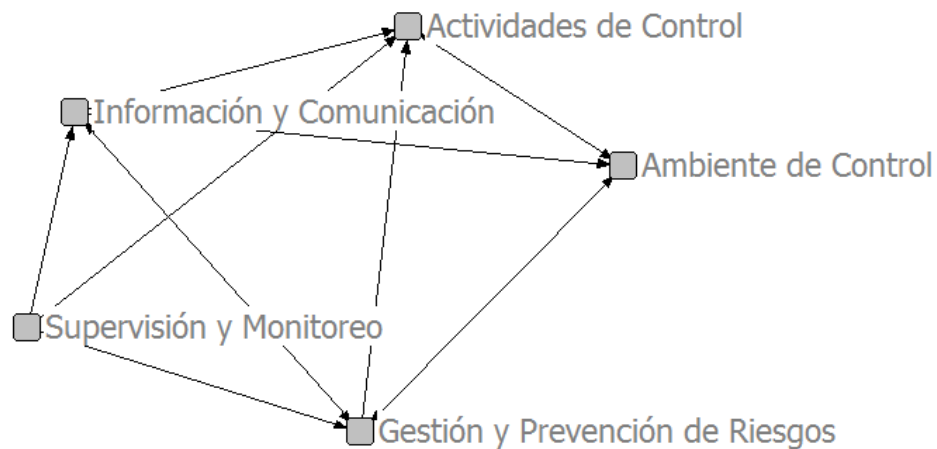 Actividades de Control
Información y Comunicación
Ambiente de Control
Supervisión y Monitoreo
Gestión y Prevención de Riesgos